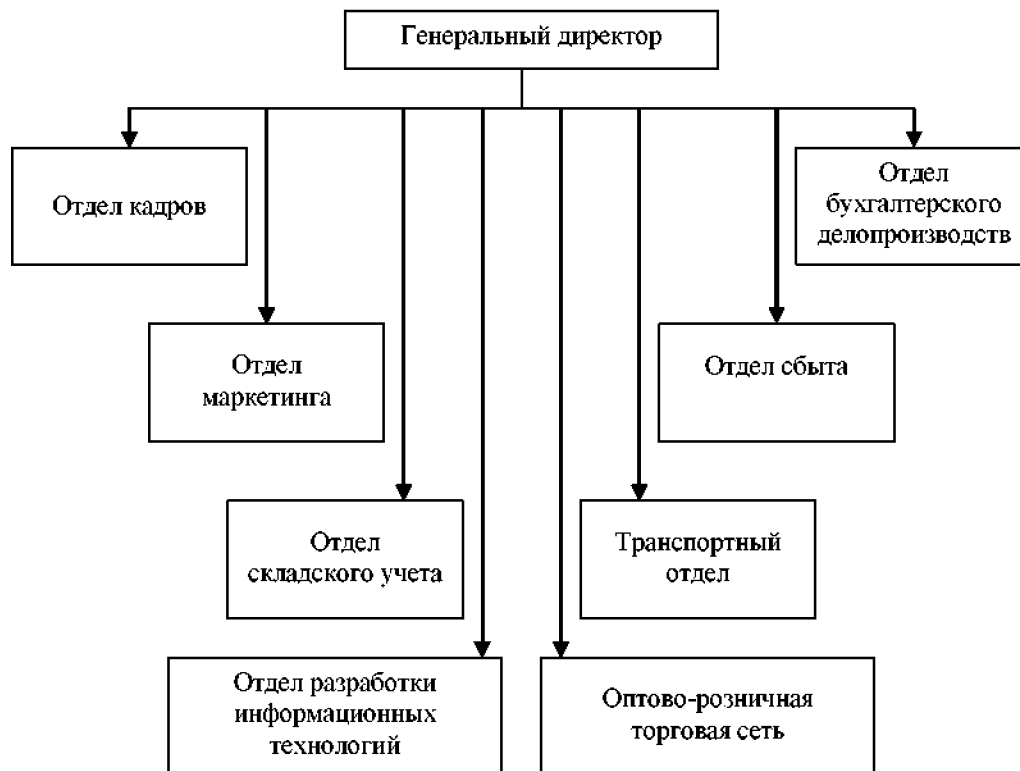 Генеральный директор
Отдел кадров
Отдел
бухгалтерского
делопроизводств
Отдел
маркетинга
Отдел сбыта
Отдел
складского учета
Транспортный
отдел
Отдел разработки
информационных
технологий
Оптово-розничная
торговая сеть